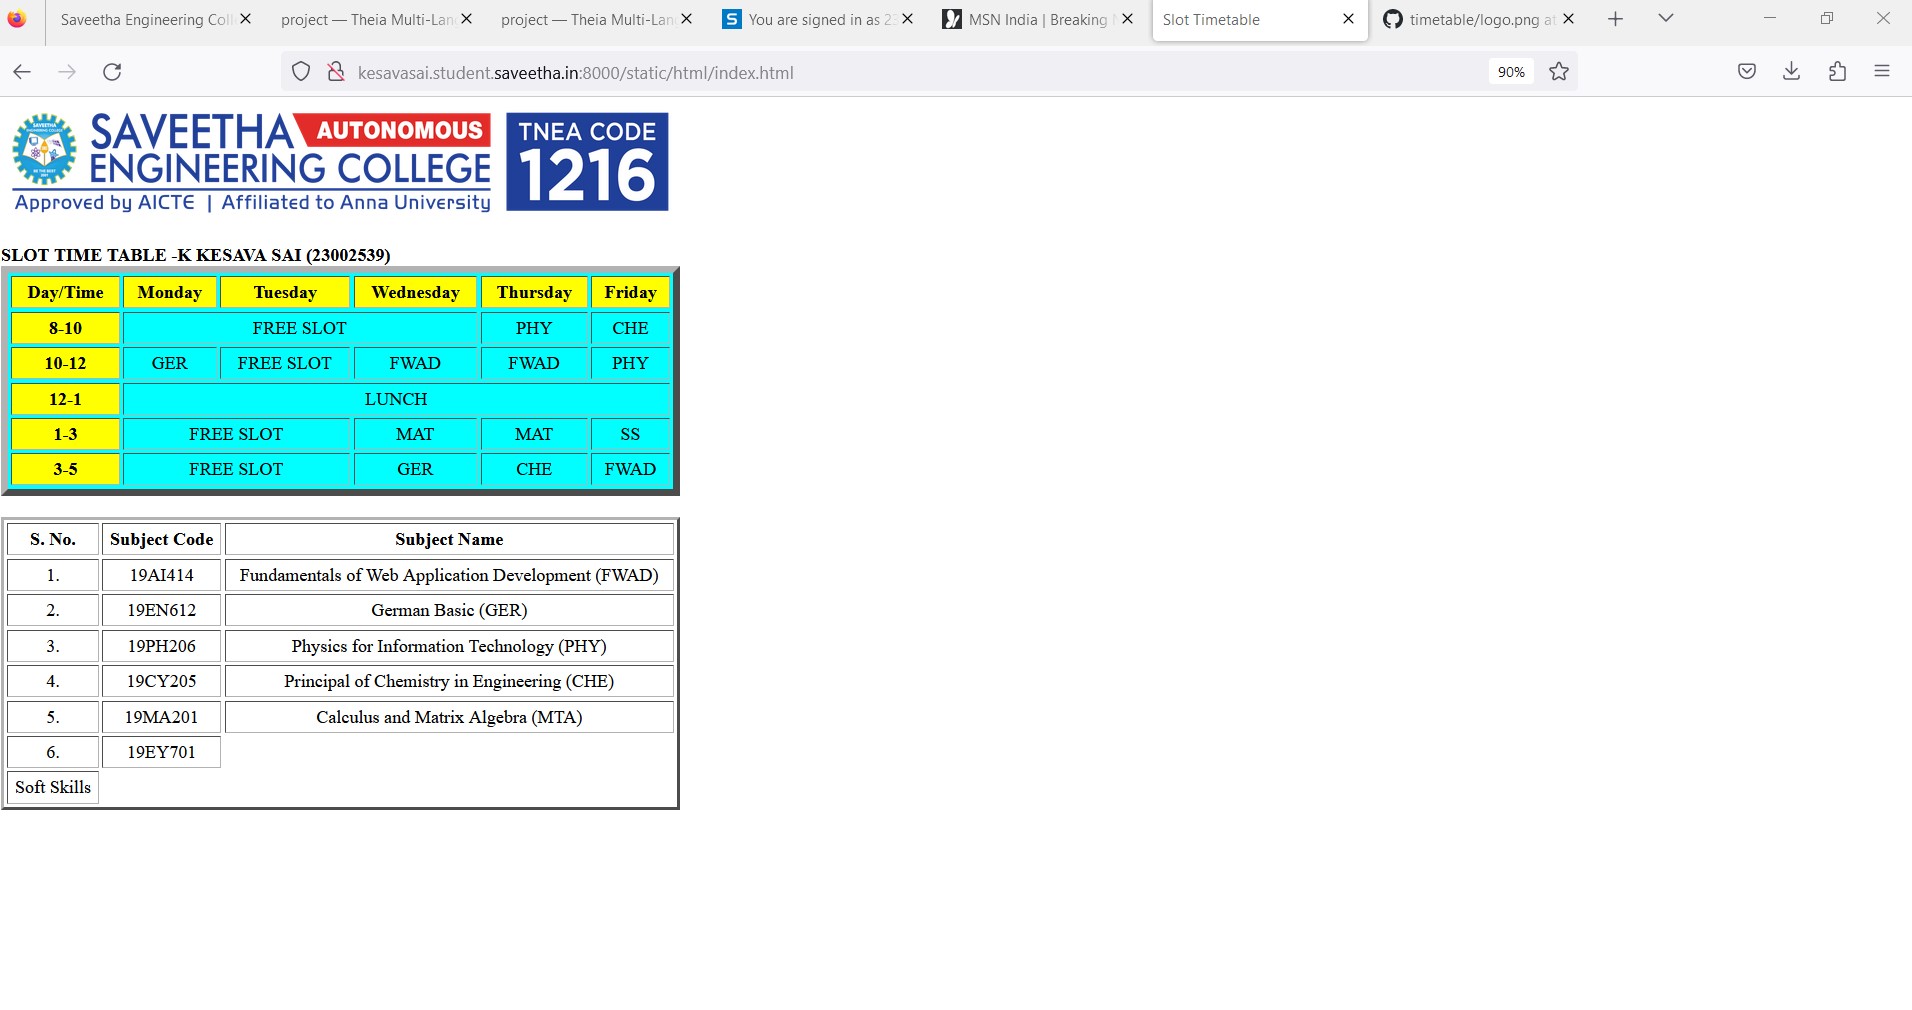 Saveetha Engineering Coll
project — Theia Multi-Lan
project — Theia Multi-Lan
S You are signed in as 23
MSN India | Breaking
Slot Timetable
timetable/logo.png at
kesavasai.student.saveetha.in:8000/static/html/index.html
90%
SAVEETHA AUTONOMOUS
ENGINEERING COLLEGE
Approved by AICTE | Affiliated to Anna University
TNEA CODE
1216
SLOT TIME TABLE -K KESAVA SAI (23002539)
Day/Time Monday Tuesday Wednesday Thursday Friday
8-10 FREE SLOT PHY CHE
10-12 GER FREE SLOT FWAD FWAD PHY
12-1 LUNCH
1-3 FREE SLOT MAT MAT SS
3-5 FREE SLOT GER CHE FWAD
S. No. Subject Code Subject Name
1. 19AI414 Fundamentals of Web Application Development (FWAD)
2. 19EN612 German Basic (GER)
3. 19PH206 Physics for Information Technology (PHY)
4. 19CY205 Principal of Chemistry in Engineering (CHE)
5. 19MA201 Calculus and Matrix Algebra (MTA)
6. 19EY701
Soft Skills